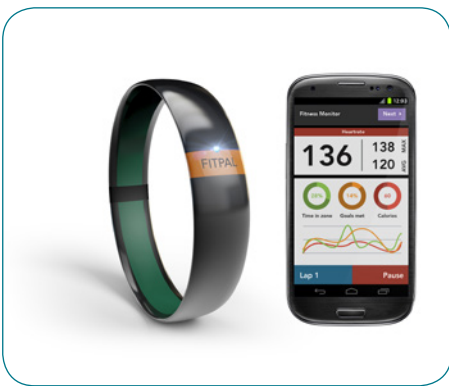 FITPAL
12:03
Fitness Monitor
Next
Heartrate
136
138
MAX
120
AVG
Time in zone
Goals met
Calories
Lap 1
Pause